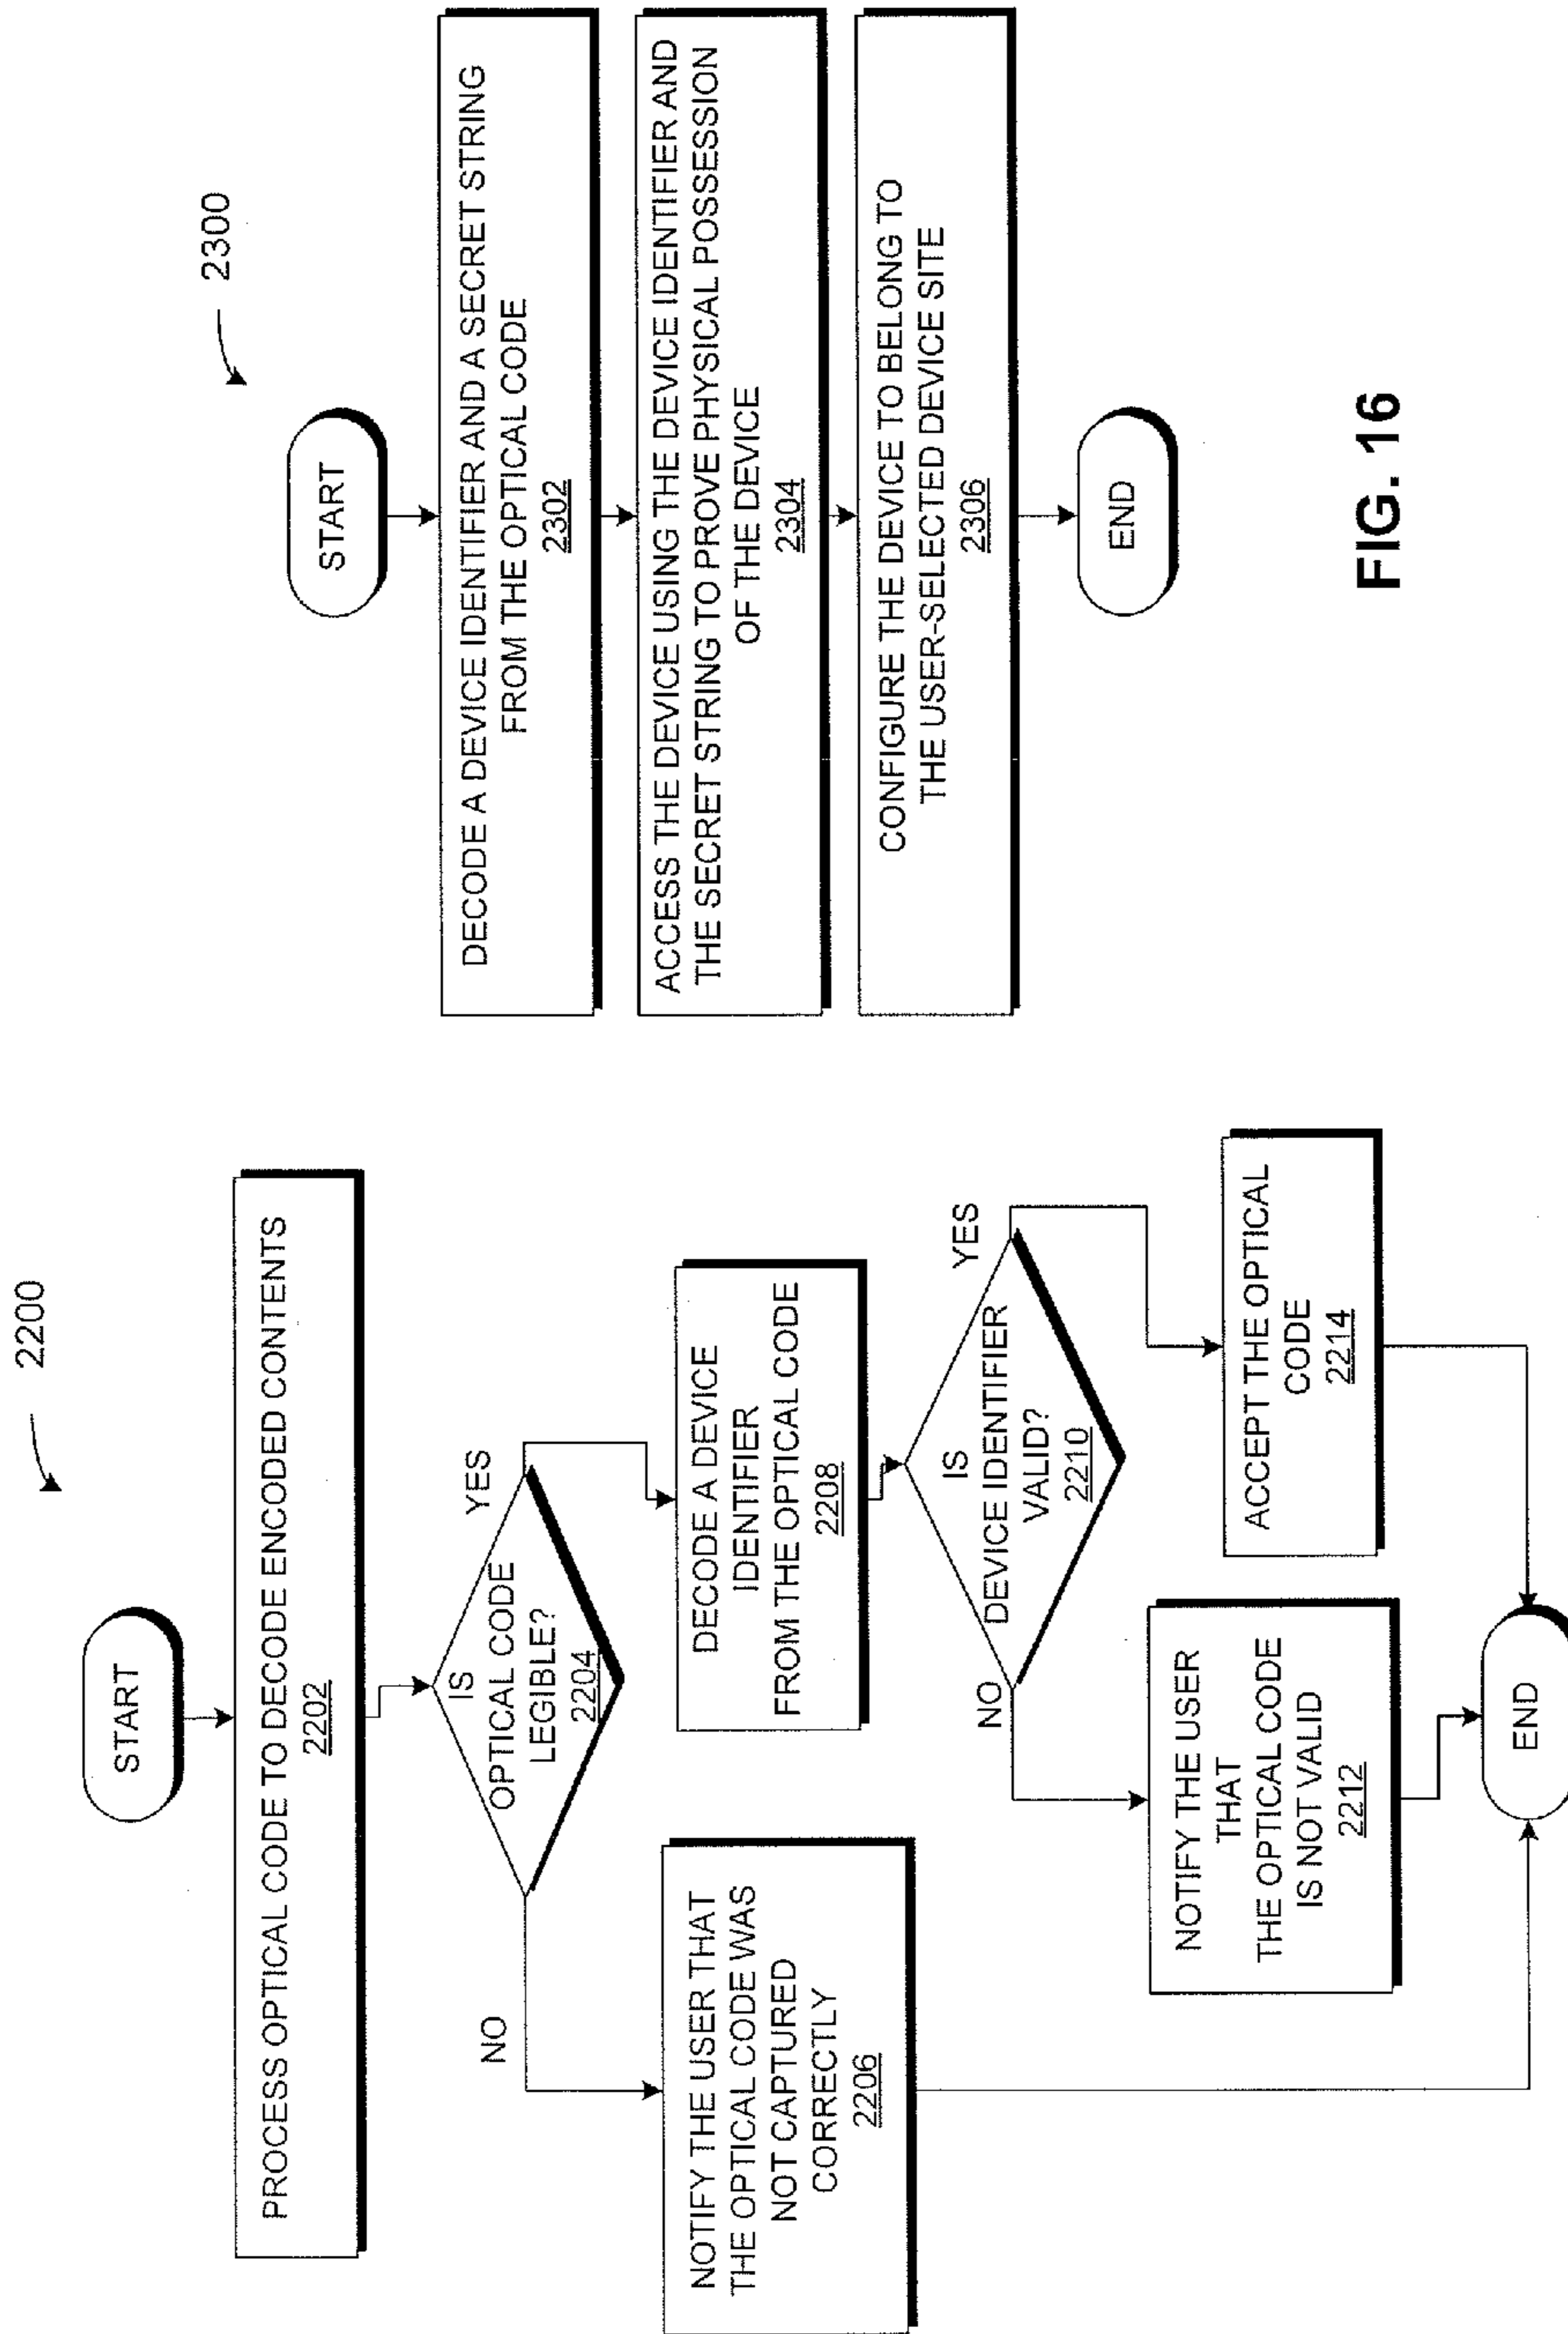 2200
START
PROCESS OPTICAL CODE TO DECODE ENCODED CONTENTS
2202
IS
OPTICAL CODE
LEGIBLE?
2204
NO
YES
NOTIFY THE USER THAT
THE OPTICAL CODE WAS
NOT CAPTURED
CORRECTLY
2206
DECODE A DEVICE
IDENTIFIER
FROM THE OPTICAL CODE
2208
IS
DEVICE IDENTIFIER
VALID?
2210
NO
YES
NOTIFY THE USER
THAT
THE OPTICAL CODE
IS NOT VALID
2212
ACCEPT THE OPTICAL
CODE
2214
END
2300
START
DECODE A DEVICE IDENTIFIER AND A SECRET STRING
FROM THE OPTICAL CODE
2302
ACCESS THE DEVICE USING THE DEVICE IDENTIFIER AND
THE SECRET STRING TO PROVE PHYSICAL POSSESSION
OF THE DEVICE
2304
CONFIGURE THE DEVICE TO BELONG TO
THE USER-SELECTED DEVICE SITE
2306
END
FIG. 16